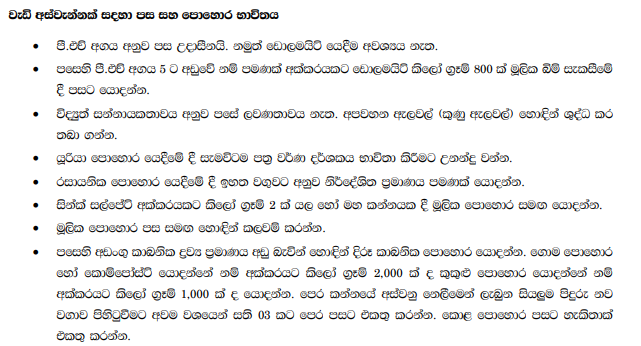 වැඩි අස්වැන්නක් සඳහා පස සහ පොහොර භාවිතය
• පී.එච් අගය අනුව පස උදාසීනයි. නමුත් ඩොලමයිට් යෙදීම අවශ්‍යය නැත.
• පසෙහි පී.එච් අගය 5 ට අඩුවේ නම් පමණක් අක්කරයකට ඩොලමයිට් කිලෝ ග්‍රෑම් 800 ක් මූලික බිම් සැකසීමේ
දී පසට යොදන්න.
• විද්‍යුත් සන්නායකතාවය අනුව පසේ ලවණතාවය නැත. අපවහන ඇලවල් (කුණු ඇලවල්) හොඳින් ශුද්ධ කර
තබා ගන්න.
• යූරියා පොහොර යෙදීමේ දී සැමවිටම පත්‍ර වර්ණ දර්ශකය භාවිතා කිරීමට උනන්දු වන්න.
• රසායනික පොහොර යෙදීමේ දී ඉහත වගුවට අනුව නිර්දේශිත ප්‍රමාණය පමණක් යොදන්න.
• සින්ක් සල්පේට් අක්කරයකට කිලෝ ග්‍රෑම් 2 ක් යල හෝ මහ කන්නයක දී මූලික පොහොර සමඟ යොදන්න.
• මූලික පොහොර පස සමඟ හොඳින් කලවම් කරන්න.
• පසෙහි අඩංගු කාබනික ද්‍රව්‍ය ප්‍රමාණය අඩු බැවින් හොඳින් දිරූ කාබනික පොහොර යොදන්න. ගොම පොහොර
හෝ කොම්පෝස්ට් යොදන්නේ නම් අක්කරයට කිලෝ ග්‍රෑම් 2,000 ක් ද කුකුළු පොහොර යොදන්නේ නම්
අක්කරයට කිලෝ ග්‍රෑම් 1,000 ක් ද යොදන්න. පෙර කන්නයේ අස්වනු නෙලීමෙන් ලැබුන සියලුම පිදුරු නව
වගාව පිහිටුවීමට අවම වශයෙන් සති 03 කට පෙර පසට එකතු කරන්න. කොළ පොහොර පසට හැකිතාක්
එකතු කරන්න.